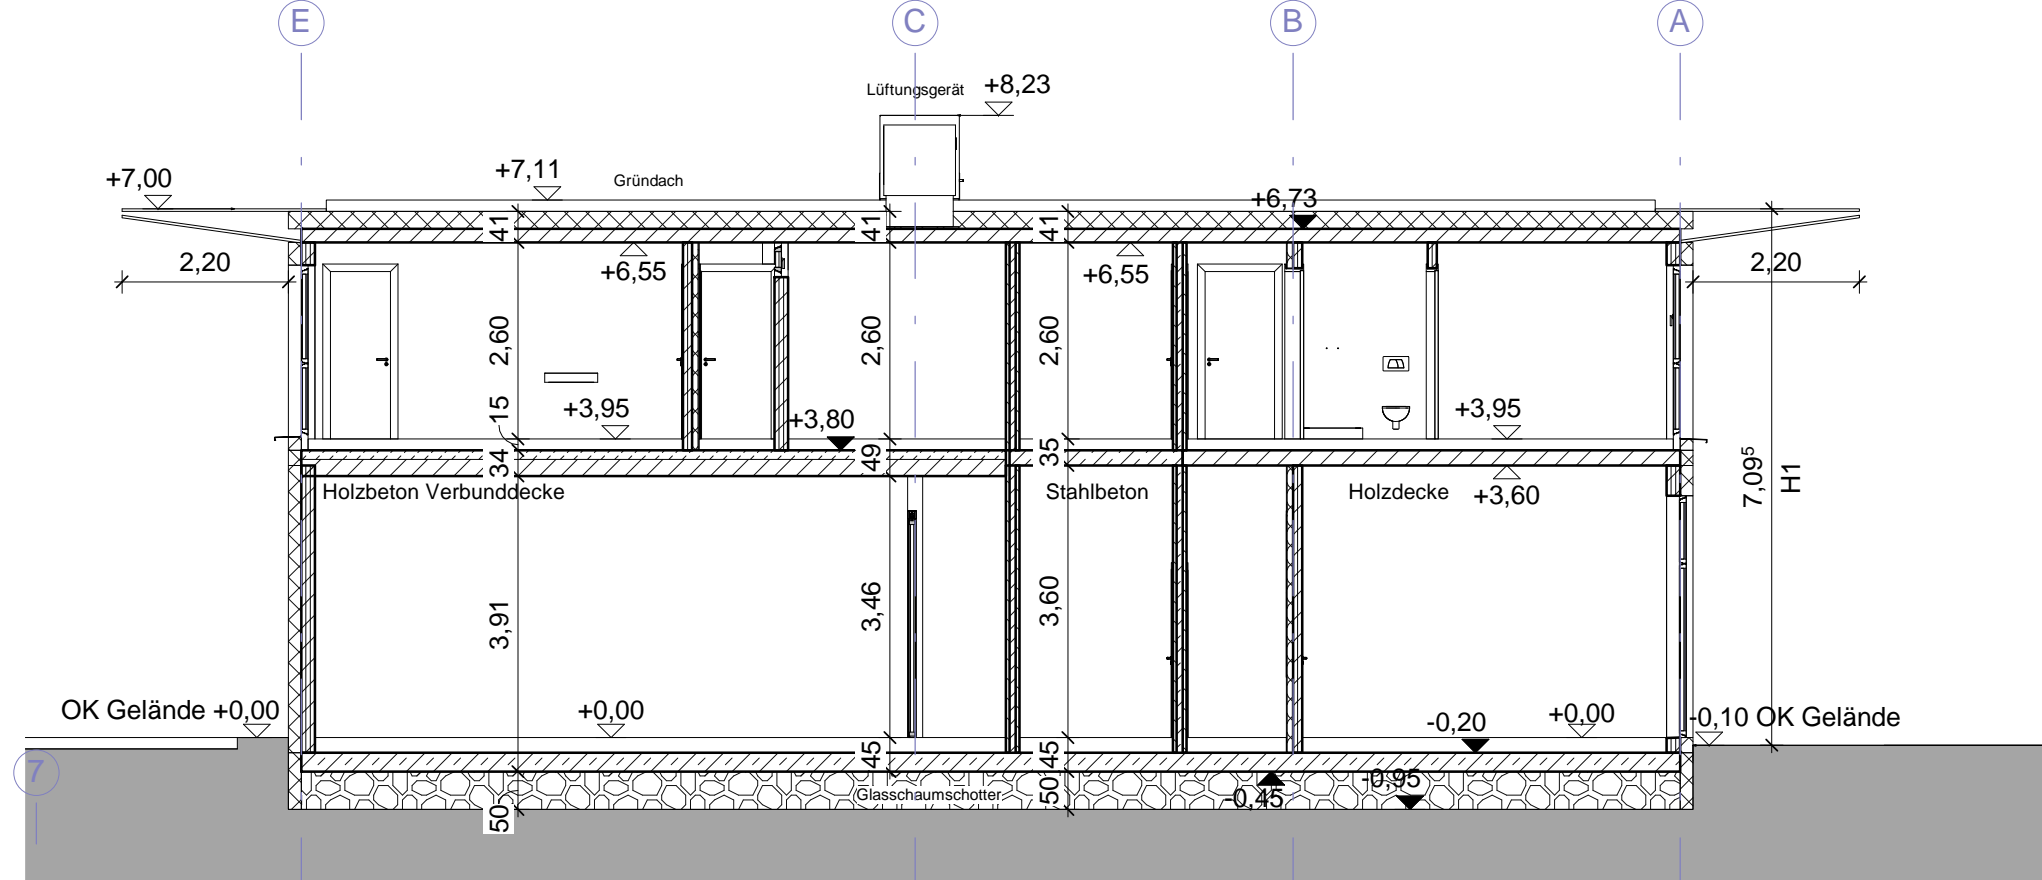 E
C
B
A
Lüftungsgerät
+8,23
+7,00
+7,11
Gründach
+6,73
41
41
41
2,20
+6,55
+6,55
2,20
2,60
2,60
2,60
15
+3,95
+3,80
+3,95
34
49
35
Holzbeton Verbunddecke
Stahlbeton
Holzdecke
+3,60
7,09⁵
H1
3,91
3,46
3,60
OK Gelände +0,00
+0,00
-0,20
+0,00
-0,10 OK Gelände
45
45
7
50
Glasschaumschotter
50
-0,45
-0,95